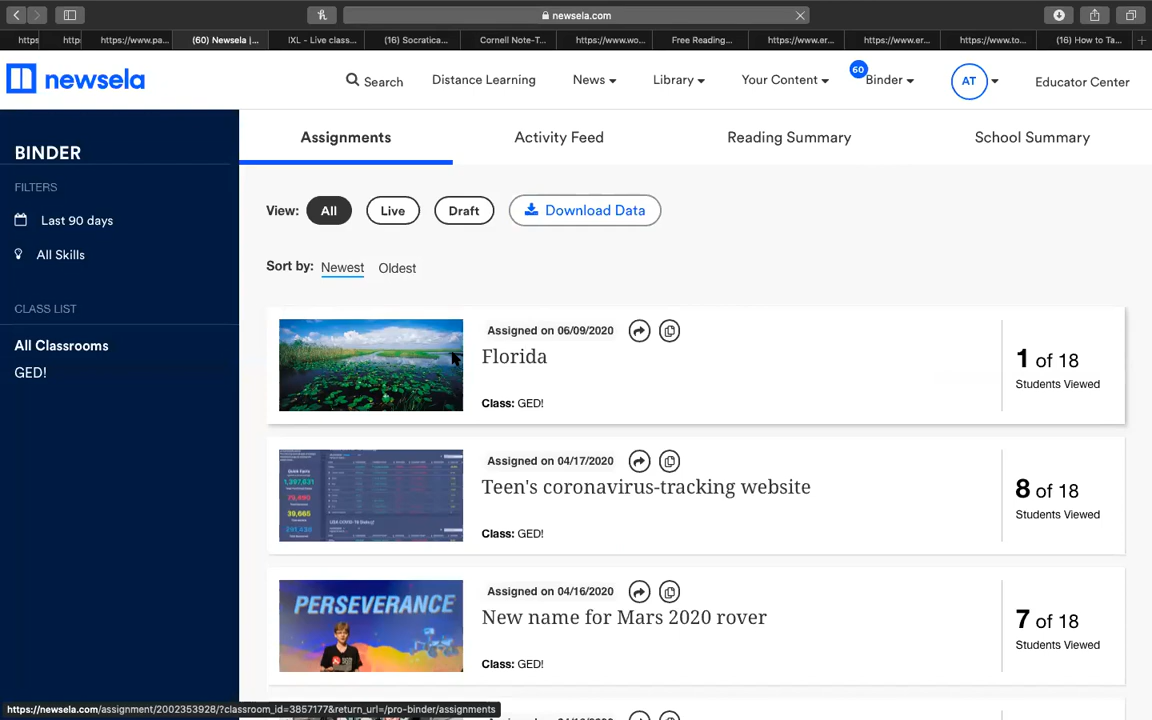 newsela.com
https
http
https://www.pa...
(60) Newsela |...
IXL - Live class...
(16) Socratica...
Cornell Note-T...
https://www.wo...
Free Reading...
https://www.er...
https://www.er...
https://www.to...
(16) How to Ta...
newsela
Search
Distance Learning
News
Library
Your Content
60
Binder
AT
Educator Center
BINDER
FILTERS
Last 90 days
All Skills
CLASS LIST
All Classrooms
GED!
Assignments
Activity Feed
Reading Summary
School Summary
View: All Live Draft Download Data
Sort by: Newest Oldest
Assigned on 06/09/2020
Florida
Class: GED!
1 of 18
Students Viewed
Assigned on 04/17/2020
Teen's coronavirus-tracking website
Class: GED!
8 of 18
Students Viewed
Assigned on 04/16/2020
New name for Mars 2020 rover
Class: GED!
7 of 18
Students Viewed
PERSEVERANCE
https://newsela.com/assignment/2002353928/?classroom_id=3857177&return_url=/pro-binder/assignments